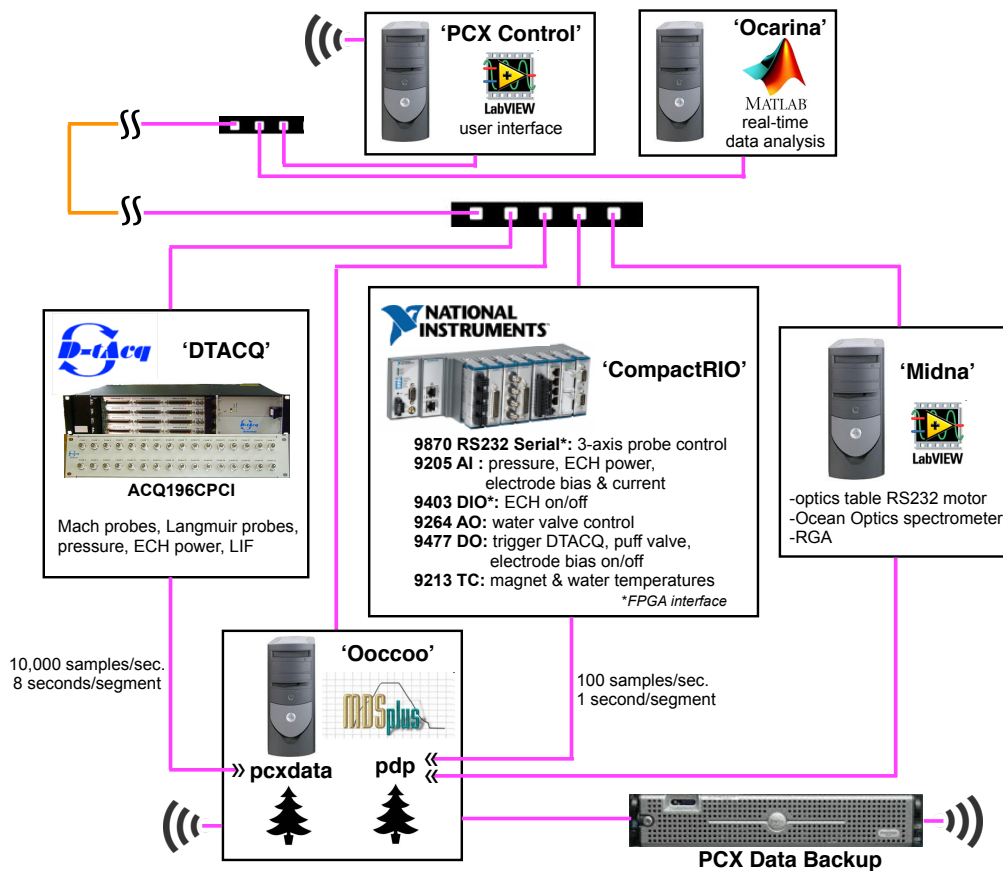 ‘PCX Control’
LabVIEW
user interface
‘Ocarina’
MATLAB
real-time
data analysis
D-tAcq
‘DTACQ’
ACQ196CPCI
Mach probes, Langmuir probes,
pressure, ECH power, LIF
NATIONAL
INSTRUMENTS™
‘CompactRIO’
9870 RS232 Serial*: 3-axis probe control
9205 AI : pressure, ECH power,
electrode bias & current
9403 DIO*: ECH on/off
9264 AO: water valve control
9477 DO: trigger DTACQ, puff valve,
electrode bias on/off
9213 TC: magnet & water temperatures
*FPGA interface
‘Midna’
LabVIEW
-optics table RS232 motor
-Ocean Optics spectrometer
-RGA
10,000 samples/sec.
8 seconds/segment
100 samples/sec.
1 second/segment
‘Ooccoo’
MDSplus
» pcxdata
pdp «
«
PCX Data Backup